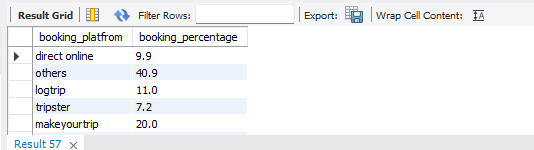 Result Grid Filter Rows: Export: Wrap Cell Content:
booking_platfrom booking_percentage
direct online 9.9
others 40.9
logtrip 11.0
tripster 7.2
makeyourtrip 20.0
Result 57 ×